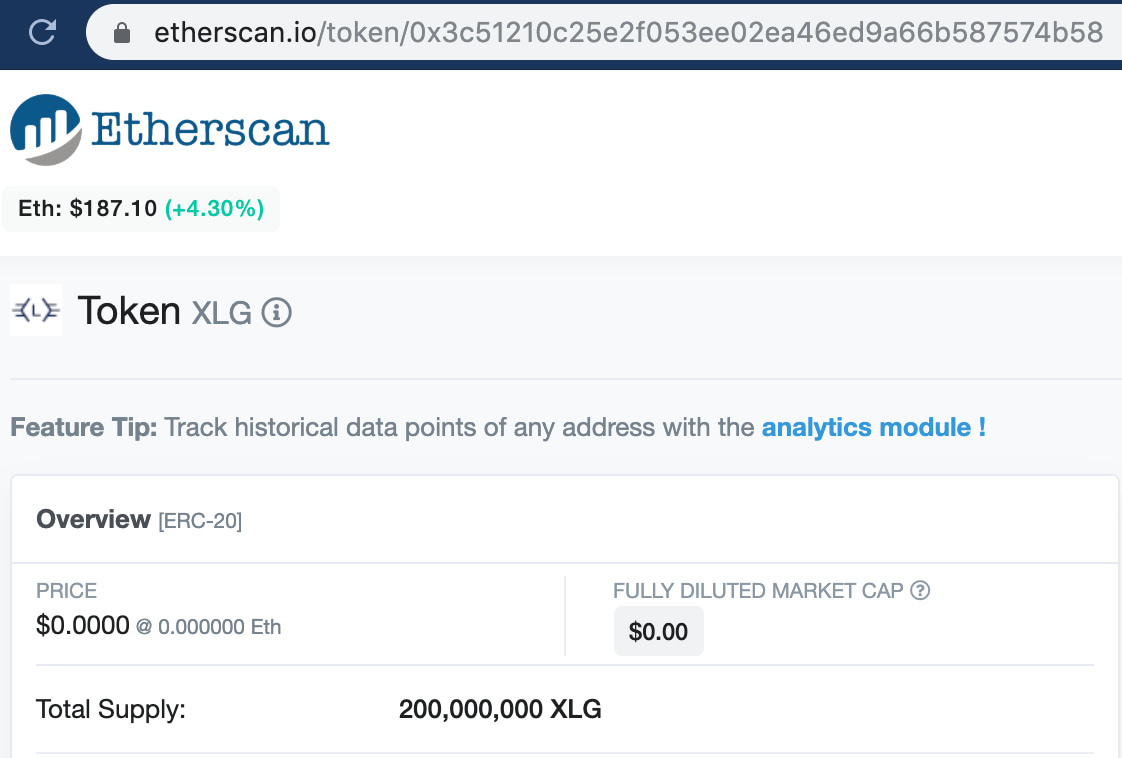 etherscan.io/token/0x3c51210c25e2f053ee02ea46ed9a66b587574b58
Etherscan
Eth: $187.10 (+4.30%)
L
Token XLG
Feature Tip: Track historical data points of any address with the analytics module !
Overview [ERC-20]
PRICE
FULLY DILUTED MARKET CAP
$0.0000 @ 0.000000 Eth
$0.00
Total Supply:
200,000,000 XLG